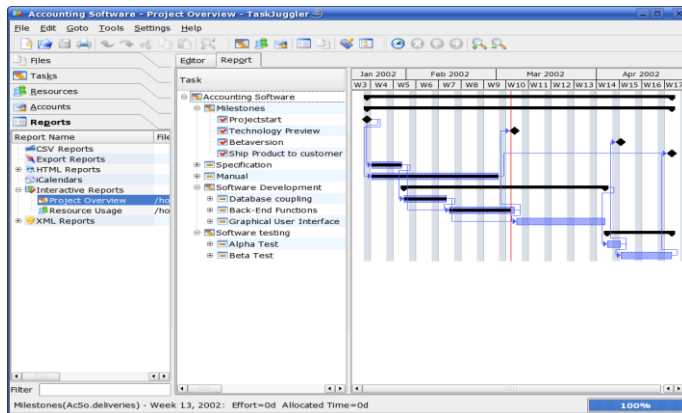 Accounting Software - Project Overview - TaskJuggler
File Edit Goto Tools Settings Help
Files
Tasks
Resources
Accounts
Reports
Report Name File
CSV Reports
Export Reports
HTML Reports
iCalendars
Interactive Reports
Project Overview /ho
Resource Usage /ho
XML Reports
Filter
Editor Report
Task
Accounting Software
Milestones
Projectstart
Technology Preview
Betaversion
Ship Product to customer
Specification
Manual
Software Development
Database coupling
Back-End Functions
Graphical User Interface
Software testing
Alpha Test
Beta Test
Jan 2002 Feb 2002 Mar 2002 Apr 2002
W3 W4 W5 W6 W7 W8 W9 W10 W11 W12 W13 W14 W15 W16 W17
Milestones(AcSo.deliveries) - Week 13, 2002: Effort=0d Allocated Time=0d
100%